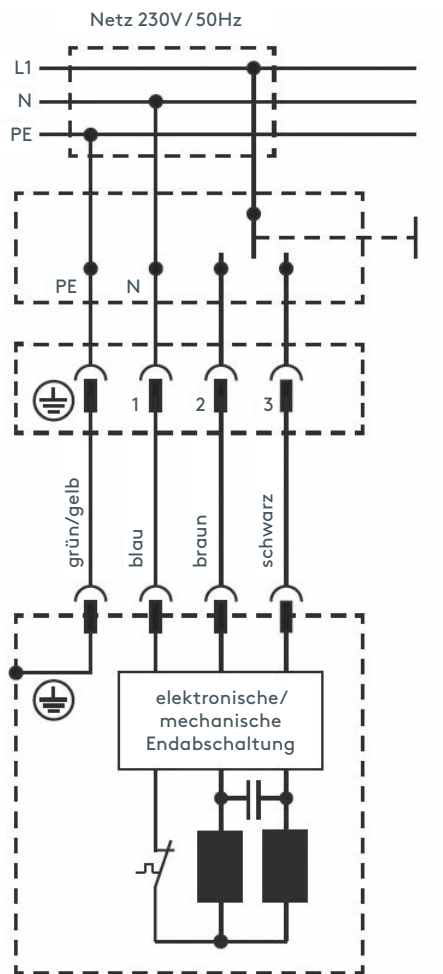 Netz 230V / 50Hz
L1
N
PE
PE
N
1
2
3
grün/gelb
blau
braun
schwarz
elektronische/
mechanische
Endabschaltung